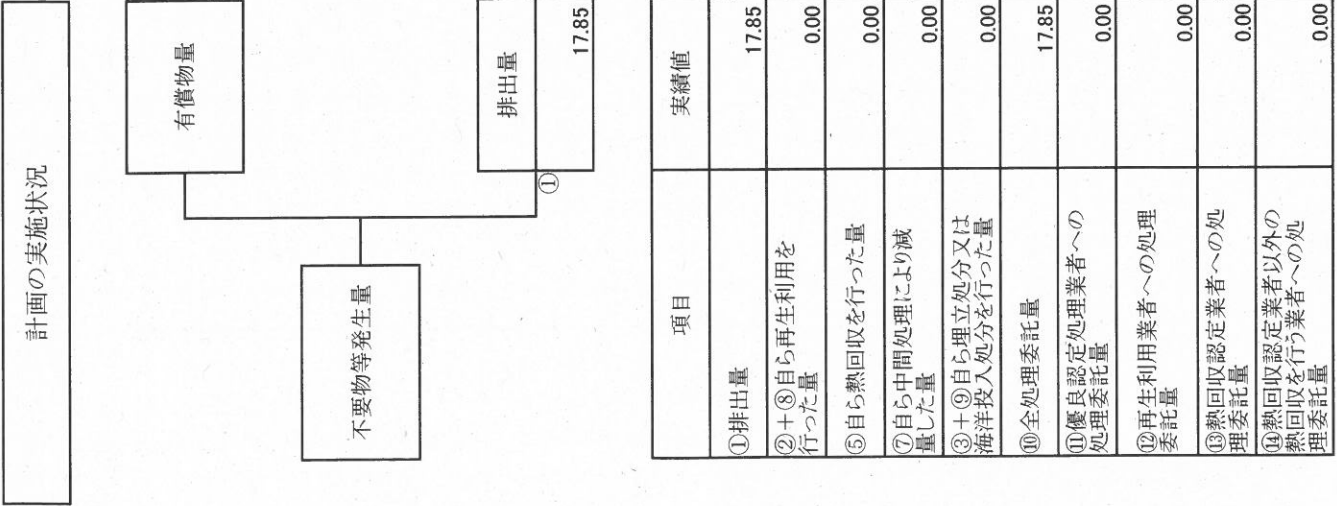 計画の実施状況
有償物量
不要物等発生量
排出量
①
17.85
項目
実績値
①排出量
17.85
②+⑧自ら再生利用を
行った量
0.00
⑤自ら熱回収を行った量
0.00
⑦自ら中間処理により減
量した量
0.00
③+⑨自ら埋立処分又は
海洋投入処分を行った量
0.00
⑩全処理委託量
17.85
⑪優良認定処理業者への
処理委託量
0.00
⑫再生利用業者への処理
委託量
0.00
⑬熱回収認定業者への処
理委託量
0.00
⑭熱回収認定業者以外の
熱回収を行う業者への処
理委託量
0.00